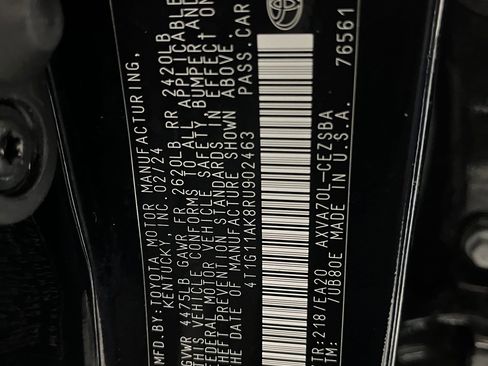 MFD. BY: TOYOTA MOTOR MANUFACTURING,
KENTUCKY, INC. 02/24
GVWR 4475LB GAWR FR 2620LB RR 2420LB
THIS VEHICLE CONFORMS TO ALL APPLICABLE
FEDERAL MOTOR VEHICLE SAFETY, BUMPER AND
THEFT PREVENTION STANDARDS IN EFFECT ON
THE DATE OF MANUFACTURE SHOWN ABOVE.
4T1G11AK8RU902463 PASS.CAR
TR:218/EA20 AXVA70L-CEZSBA
TM: 70B80E MADE IN U.S.A. 76561